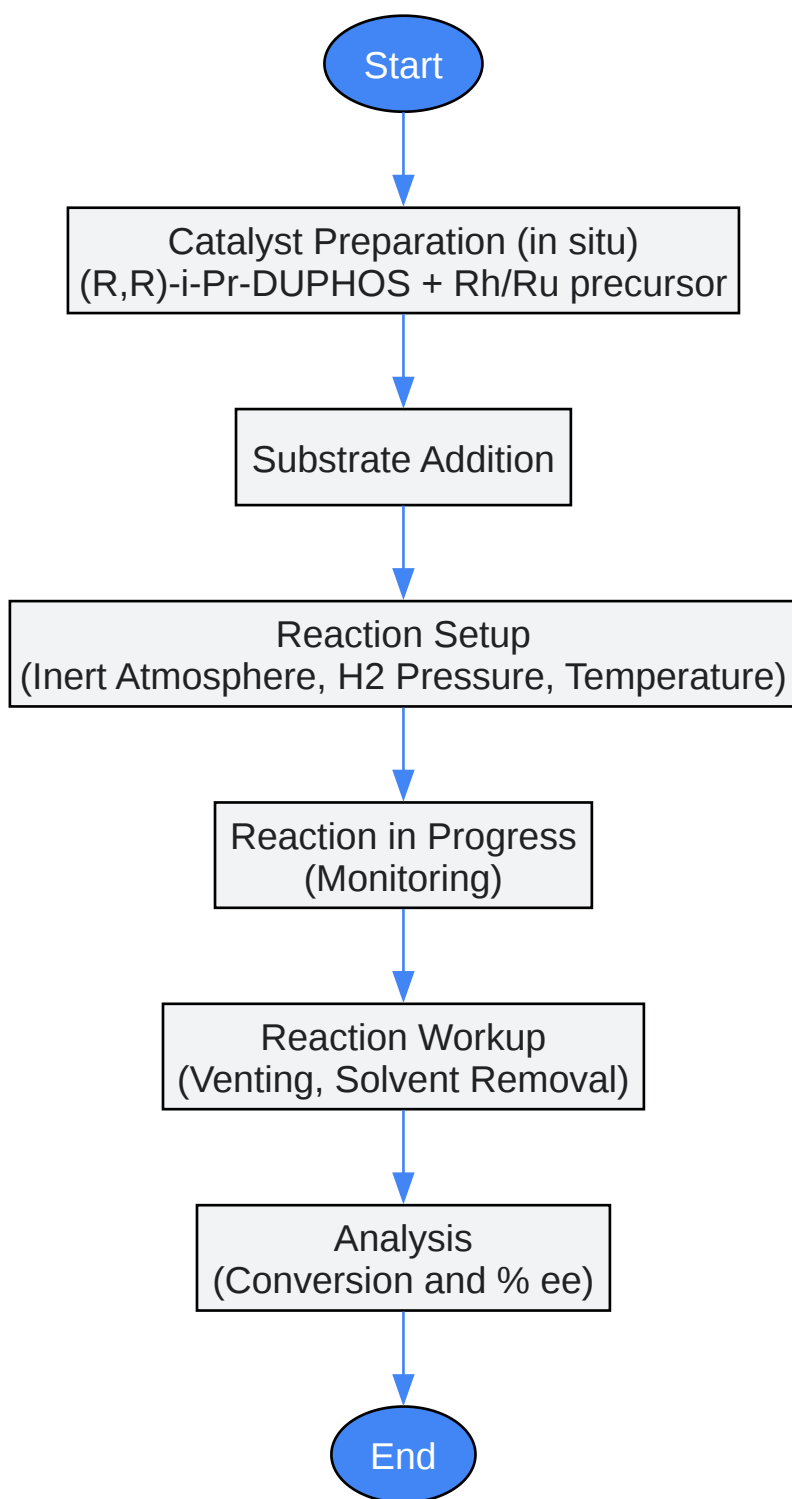 Start
Catalyst Preparation (in situ)
(R,R)-i-Pr-DUPHOS + Rh/Ru precursor
Substrate Addition
Reaction Setup
(Inert Atmosphere, H2 Pressure, Temperature)
Reaction in Progress
(Monitoring)
Reaction Workup
(Venting, Solvent Removal)
Analysis
(Conversion and % ee)
End